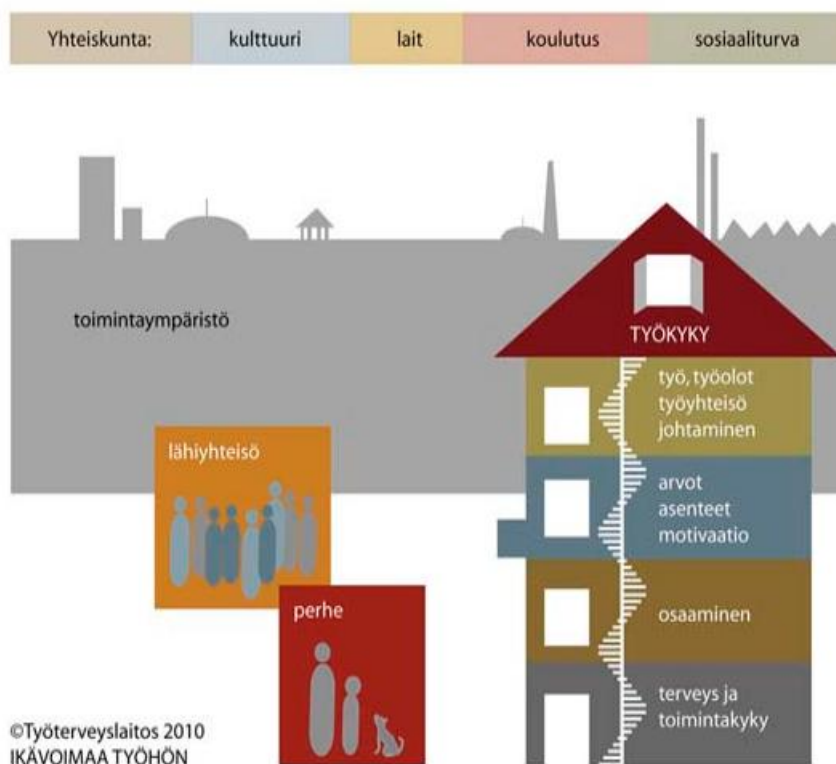 Yhteiskunta: kulttuuri lait koulutus sosiaaliturva
toimintaympäristö
TYÖKYKY
työ, työolot
työyhteisö
johtaminen
lähiyhteisö
arvot
asenteet
motivaatio
perhe
osaaminen
terveys ja
toimintakyky
©Työterveyslaitos 2010
IKÄVOIMAA TYÖHÖN